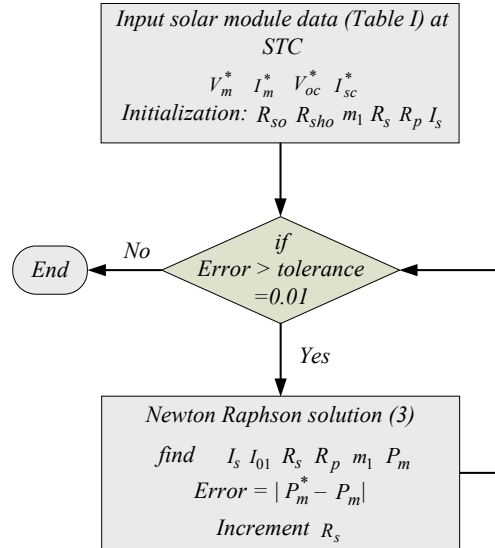 Input solar module data (Table I) at
STC
V*m I*m V*oc I*sc
Initialization: Rso Rsho m1 Rs Rp Is
if
Error > tolerance
=0.01
No
End
Yes
Newton Raphson solution (3)
find Is I01 Rs Rp m1 Pm
Error = | P*m – Pm|
Increment Rs